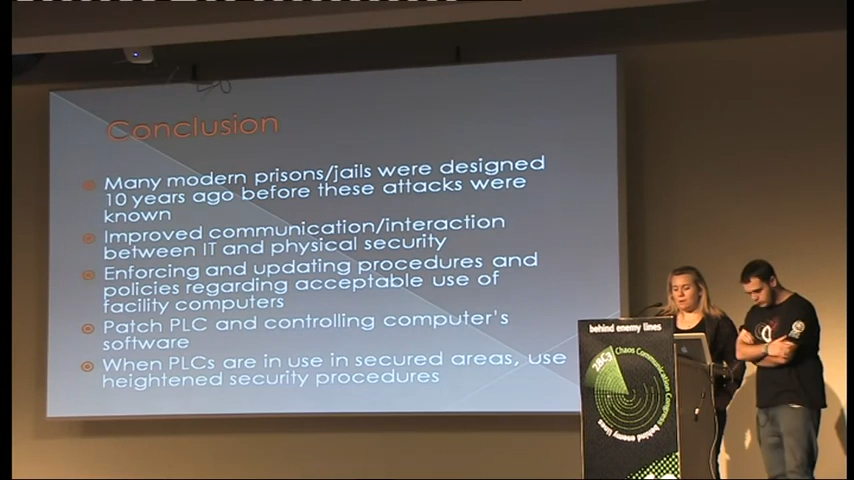 Conclusion
Many modern prisons/jails were designed
10 years ago before these attacks were
known
Improved communication/interaction
between IT and physical security
Enforcing and updating procedures and
policies regarding acceptable use of
facility computers
Patch PLC and controlling computer's
software
When PLCs are in use in secured areas, use
heightened security procedures
behind enemy lines
28C3 Chaos Communication Congress
behind enemy lines